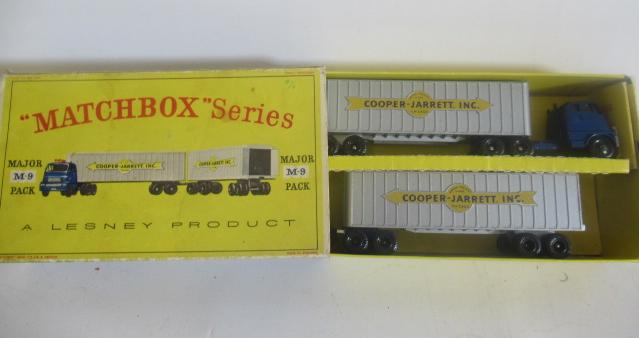 "MATCHBOX" Series
MAJOR
M-9
PACK
COOPER-JARRETT, INC.
COOPER-JARRETT, INC.
MAJOR
M-9
PACK
A LESNEY PRODUCT
COOPER-JARRETT, INC.
COOPER-JARRETT, INC.